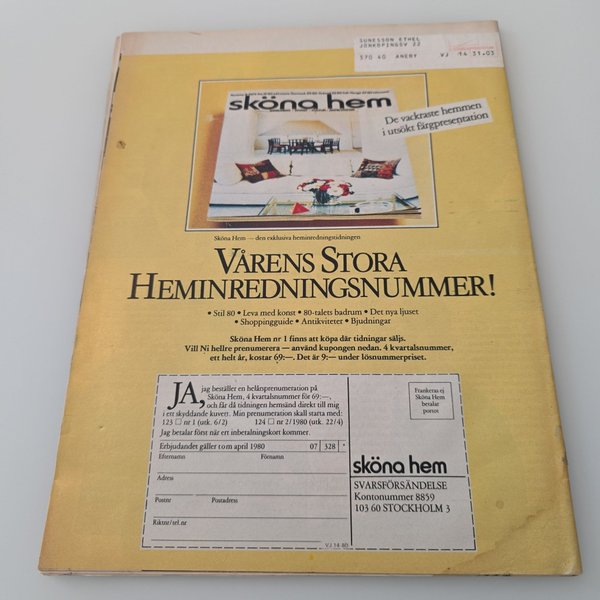 SUNESSON ETHEL
JÖNKÖPINGSV 22
570 40 ANEBY VJ 14 31.03
sköna hem
De vackraste hemmen
i utsökt färgpresentation
Sköna Hem — den exklusiva heminredningstidningen
VÅRENS STORA
HEMINREDNINGSNUMMER!
• Stil 80 • Leva med konst • 80-talets badrum • Det nya ljuset
• Shoppingguide • Antikviteter • Bjudningar
Sköna Hem nr 1 finns att köpa där tidningar säljs.
Vill Ni hellre prenumerera — använd kupongen nedan. 4 kvartalsnummer,
ett helt år, kostar 69:—. Det är 9:— under lösnummerpriset.
JA, jag beställer en helårsprenumeration på
Sköna Hem, 4 kvartalsnummer för 69:—,
och får då tidningen hemsänd direkt till mig
i ett skyddande kuvert. Min prenumeration skall starta med:
123 □ nr 1 (utk. 6/2) 124 □ nr 2/1980 (utk. 22/4)
Jag betalar först när ert inbetalningskort kommer.
Erbjudandet gäller t o m april 1980 07 328 *
Efternamn Förnamn
Adress
Postnr Postadress
Riktnr/tel.nr
VJ 14-80
Frankeras ej
Sköna Hem
betalar
portot
sköna hem
SVARSFÖRSÄNDELSE
Kontonummer 8859
103 60 STOCKHOLM 3